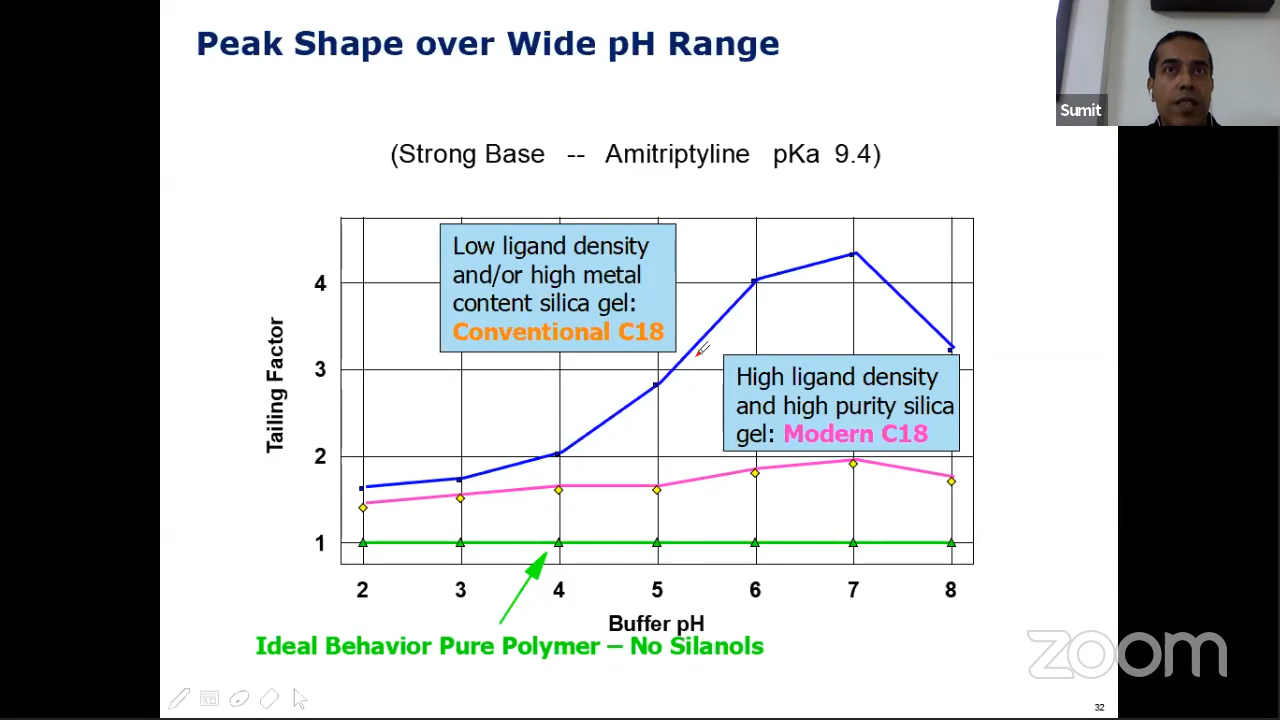 Peak Shape over Wide pH Range
Sumit
(Strong Base -- Amitriptyline pKa 9.4)
Low ligand density
and/or high metal
content silica gel:
Conventional C18
High ligand density
and high purity silica
gel: Modern C18
Tailing Factor
4
3
2
1
2 3 4 5 6 7 8
Buffer pH
Ideal Behavior Pure Polymer – No Silanols
zoom
32